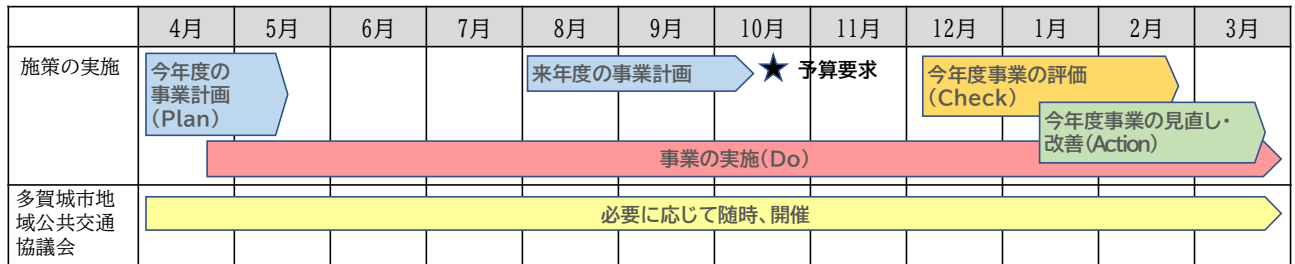 4月 5月 6月 7月 8月 9月 10月 11月 12月 1月 2月 3月
施策の実施
今年度の
事業計画
(Plan)
来年度の事業計画
★ 予算要求
今年度事業の評価
(Check)
今年度事業の見直し・
改善(Action)
事業の実施(Do)
多賀城市地
域公共交通
協議会
必要に応じて随時、開催